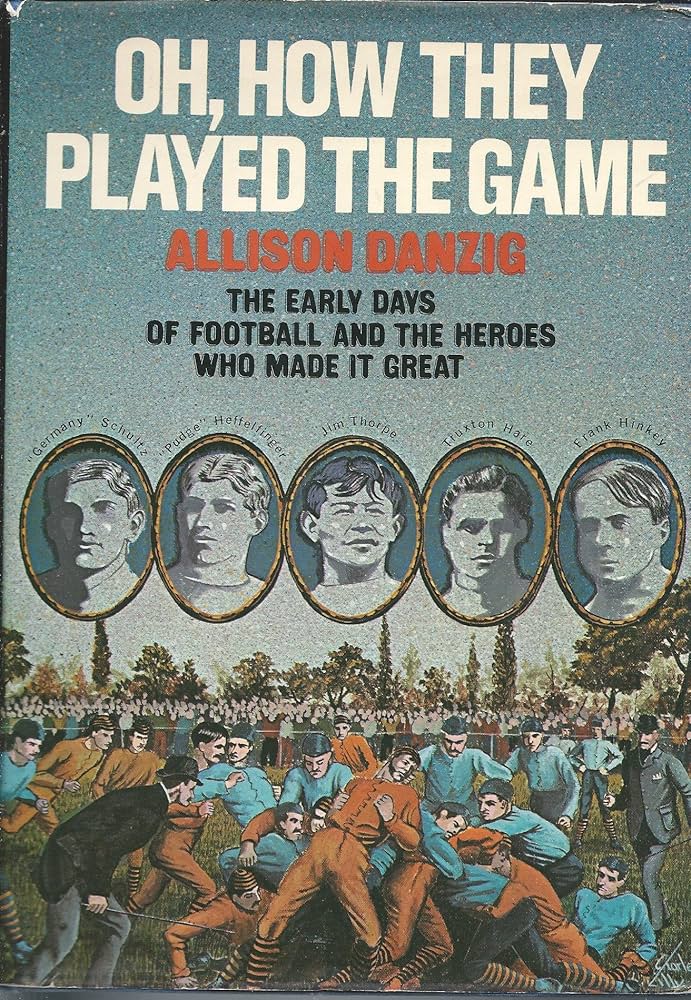 OH, HOW THEY
PLAYED THE GAME
ALLISON DANZIG
THE EARLY DAYS
OF FOOTBALL AND THE HEROES
WHO MADE IT GREAT
"Germany" Schultz
"Pudge" Heffelfinger
Jim Thorpe
Truxton Hare
Frank Hinkey